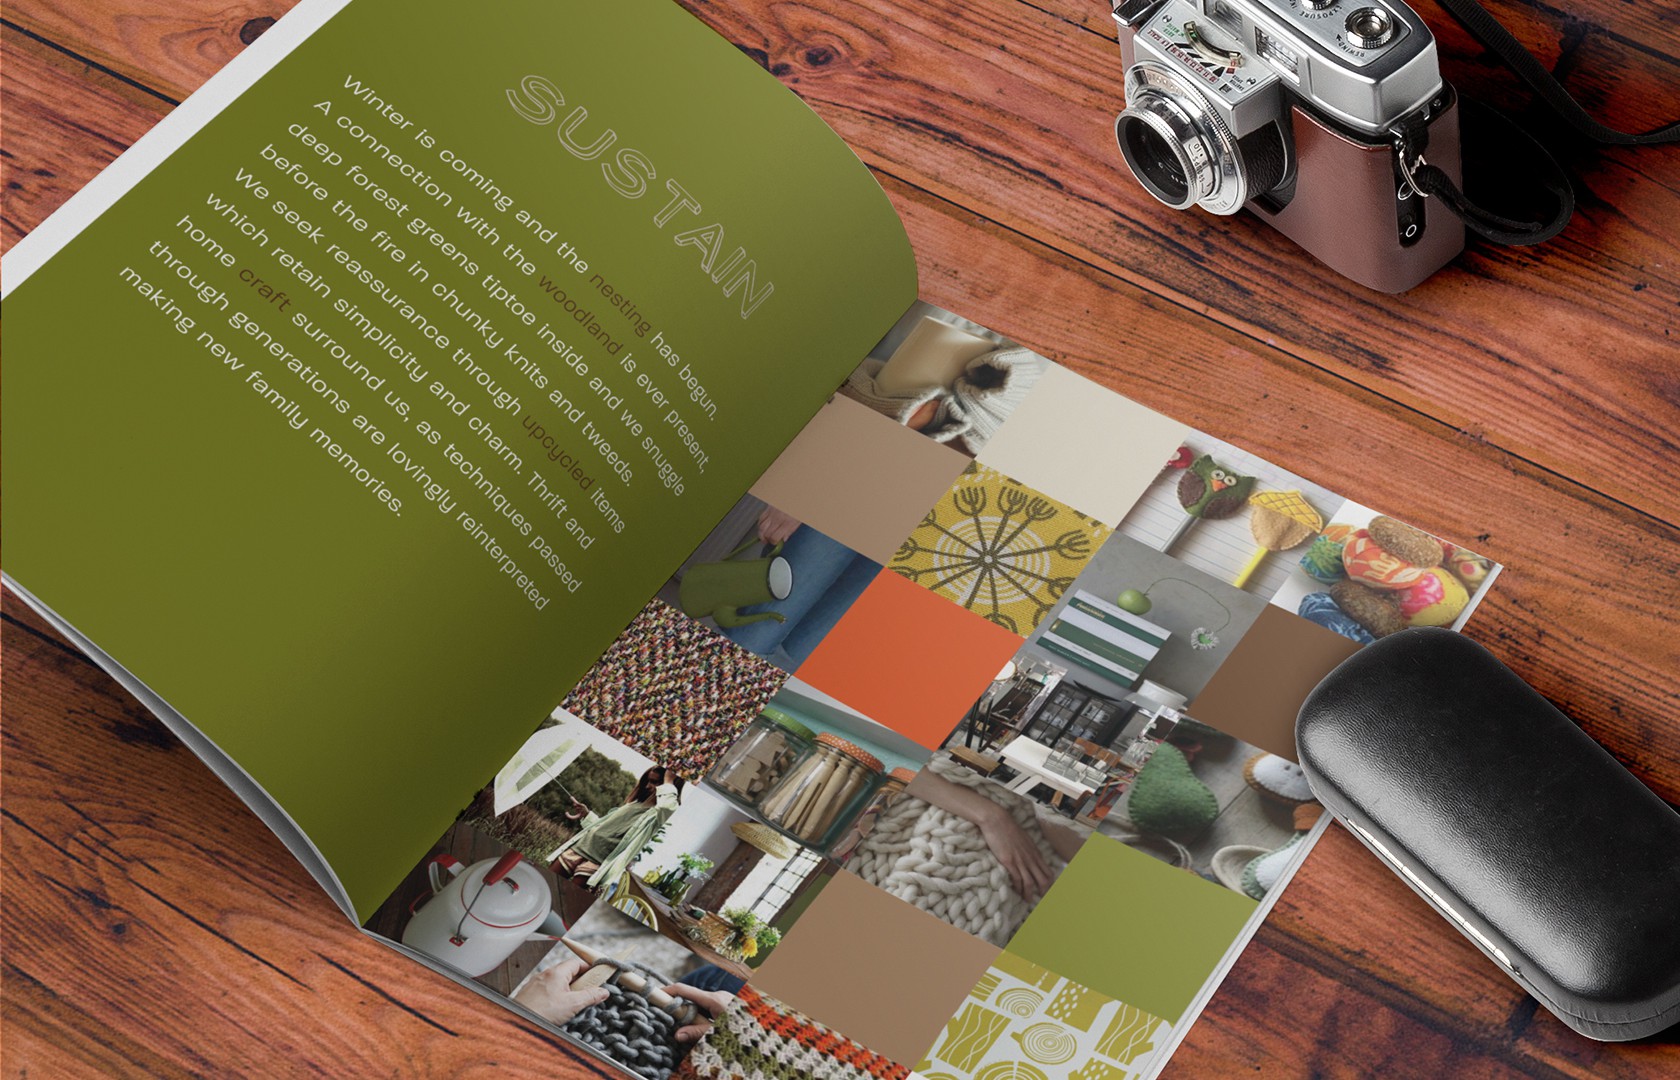 SUSTAIN
Winter is coming and the nesting has begun.
A connection with the woodland is ever present,
deep forest greens tiptoe inside and we snuggle
before the fire in chunky knits and tweeds.
We seek reassurance through upcycled items
which retain simplicity and charm. Thrift and
home craft surround us, as techniques passed
through generations are lovingly reinterpreted
making new family memories.
REWIND